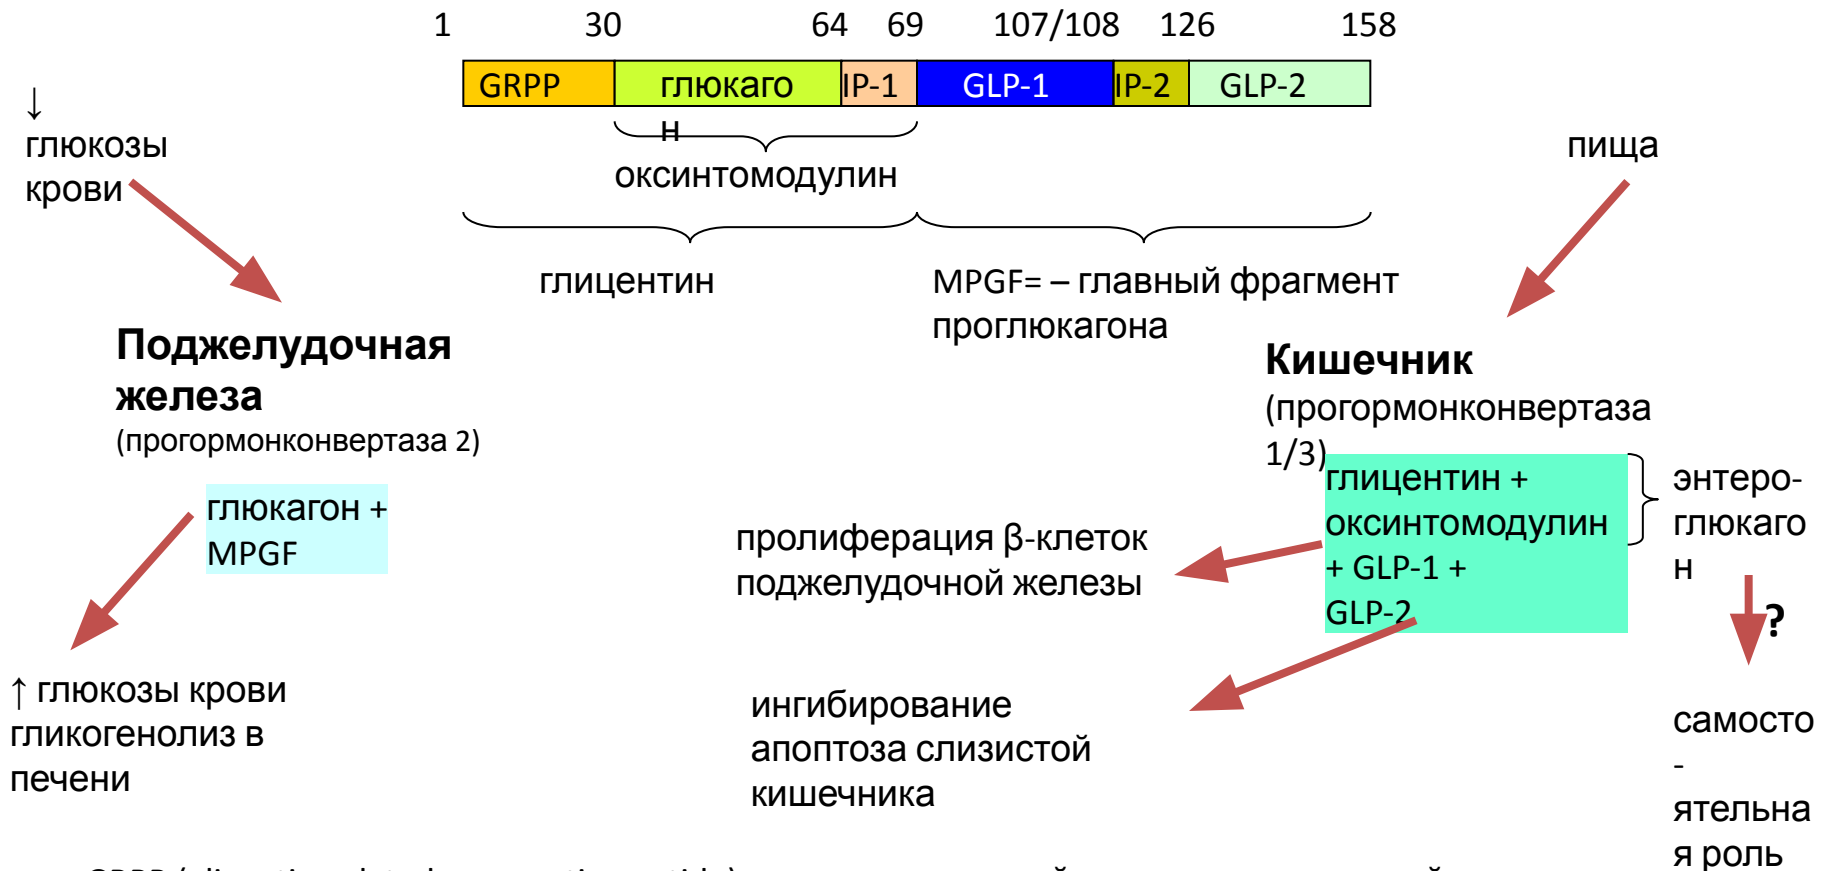 1 30 64 69 107/108 126 158
GRPP глюкаго IP-1 GLP-1 IP-2 GLP-2
н
оксинтомодулин
глицентин
MPGF= – главный фрагмент
проглюкагона
↓
глюкозы
крови
пища
Поджелудочная
железа
(прогормонконвертаза 2)
глюкагон +
MPGF
↑ глюкозы крови
гликогенолиз в
печени
Кишечник
(прогормонконвертаза
1/3)
глицентин +
оксинтомодулин
+ GLP-1 +
GLP-2
энтеро-
глюкаго
н
?
самосто
-
ятельна
я роль
пролиферация β-клеток
поджелудочной железы
ингибирование
апоптоза слизистой
кишечника